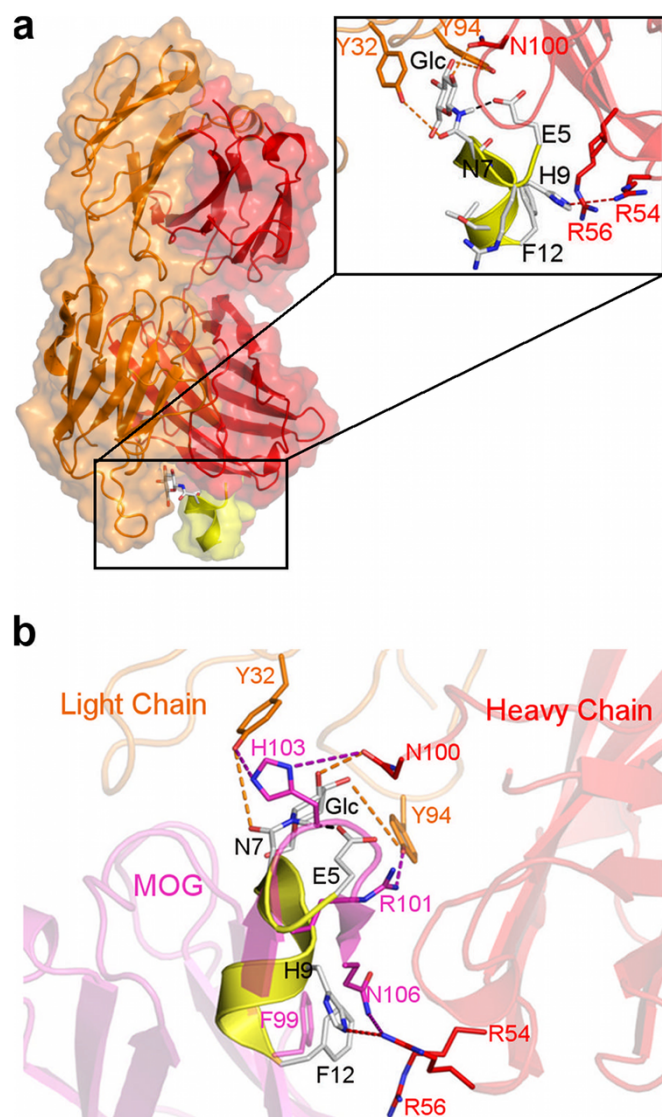 a
Y32
Y94
Glc
N100
E5
N7
H9
R54
R56
F12
b
Y32
Light Chain
Heavy Chain
H103
N100
Glc
Y94
N7
E5
MOG
R101
H9
N106
F99
R54
F12
R56